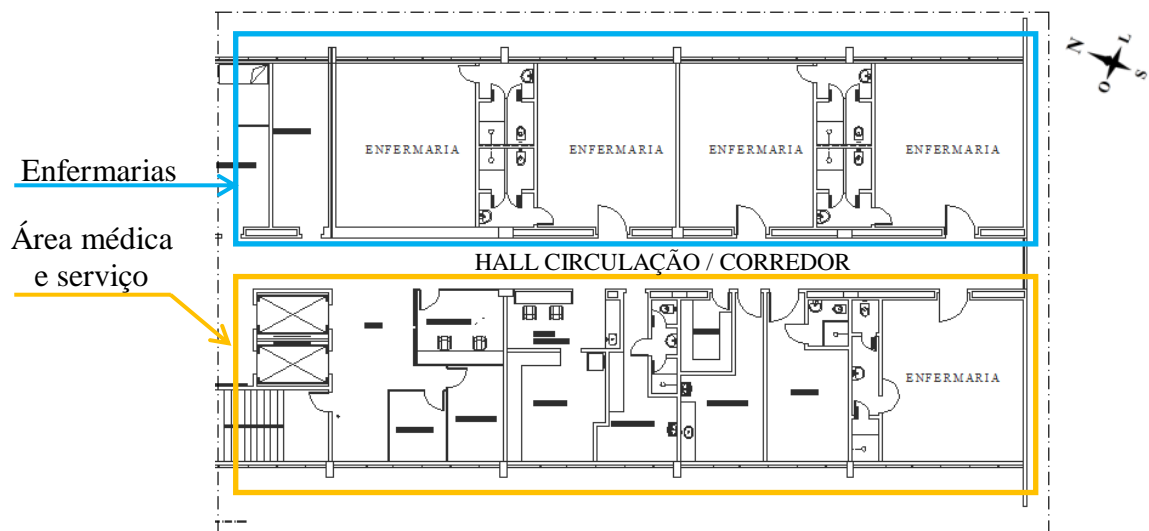 N
L
S
O
ENFERMARIA
ENFERMARIA
ENFERMARIA
ENFERMARIA
Enfermarias
Área médica
e serviço
HALL CIRCULAÇÃO / CORREDOR
ENFERMARIA